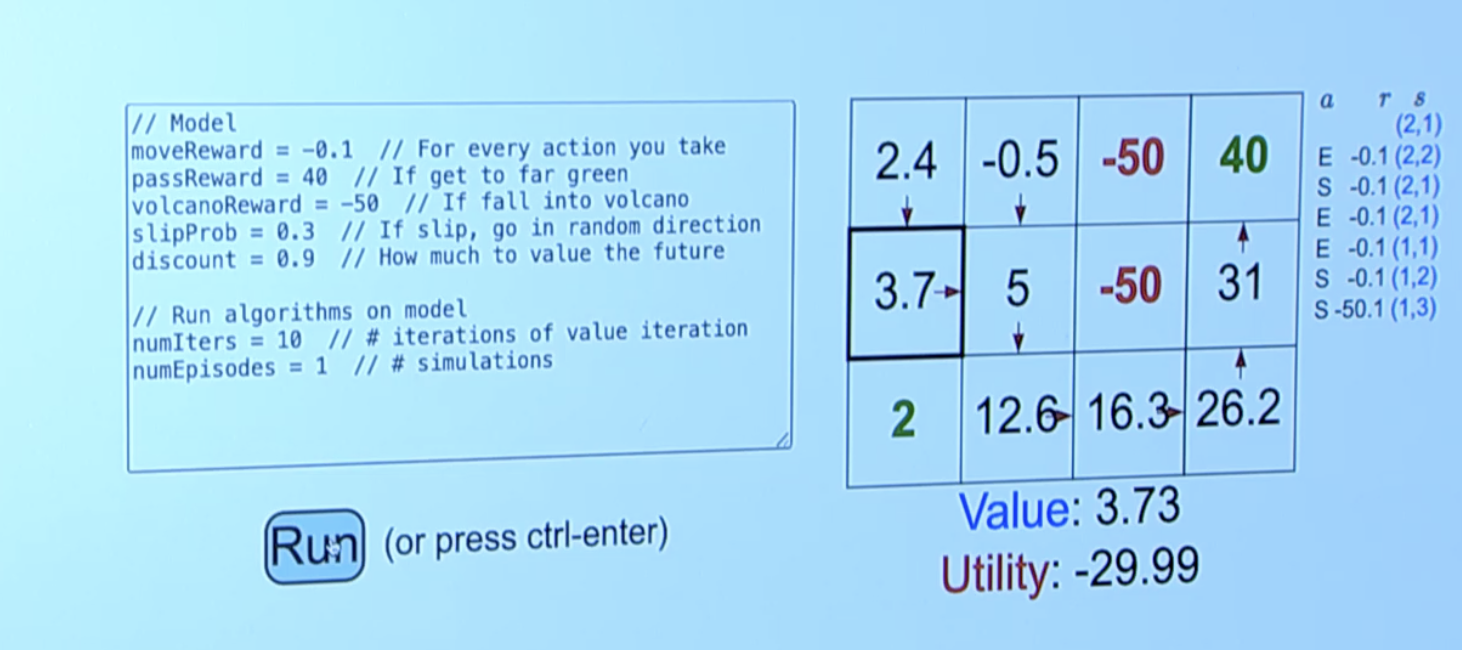 // Model
moveReward = -0.1 // For every action you take
passReward = 40 // If get to far green
volcanoReward = -50 // If fall into volcano
slipProb = 0.3 // If slip, go in random direction
discount = 0.9 // How much to value the future
// Run algorithms on model
numIters = 10 // # iterations of value iteration
numEpisodes = 1 // # simulations
Run (or press ctrl-enter)
2.4 -0.5 -50 40
3.7 5 -50 31
2 12.6 16.3 26.2
Value: 3.73
Utility: -29.99
a r s
(2,1)
E -0.1 (2,2)
S -0.1 (2,1)
E -0.1 (2,1)
E -0.1 (1,1)
S -0.1 (1,2)
S -50.1 (1,3)